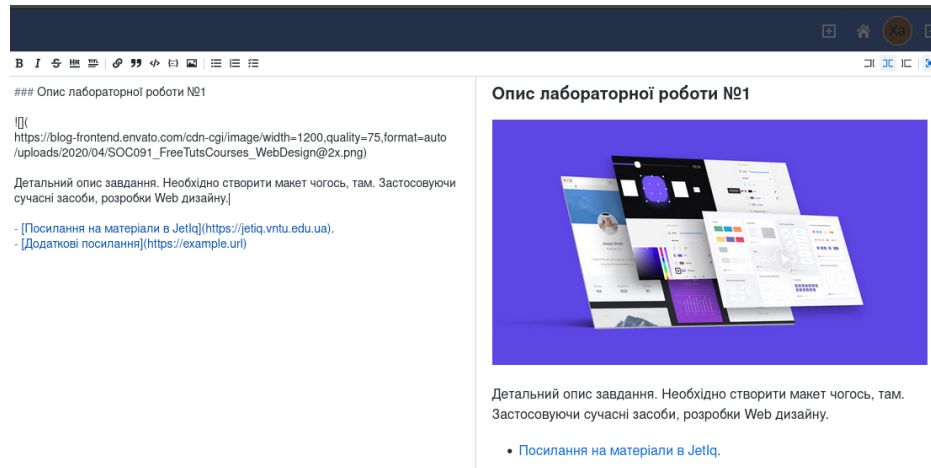 Xa
B I S HR
### Опис лабораторної роботи №1
![](
https://blog-frontend.envato.com/cdn-cgi/image/width=1200,quality=75,format=auto
/uploads/2020/04/SOC091_FreeTutsCourses_WebDesign@2x.png)
Детальний опис завдання. Необхідно створити макет чогось, там. Застосовуючи
сучасні засоби, розробки Web дизайну.
- [Посилання на матеріали в JetIq](https://jetiq.vntu.edu.ua).
- [Додаткові посилання](https://example.url)
Опис лабораторної роботи №1
Детальний опис завдання. Необхідно створити макет чогось, там.
Застосовуючи сучасні засоби, розробки Web дизайну.
• Посилання на матеріали в JetIq.